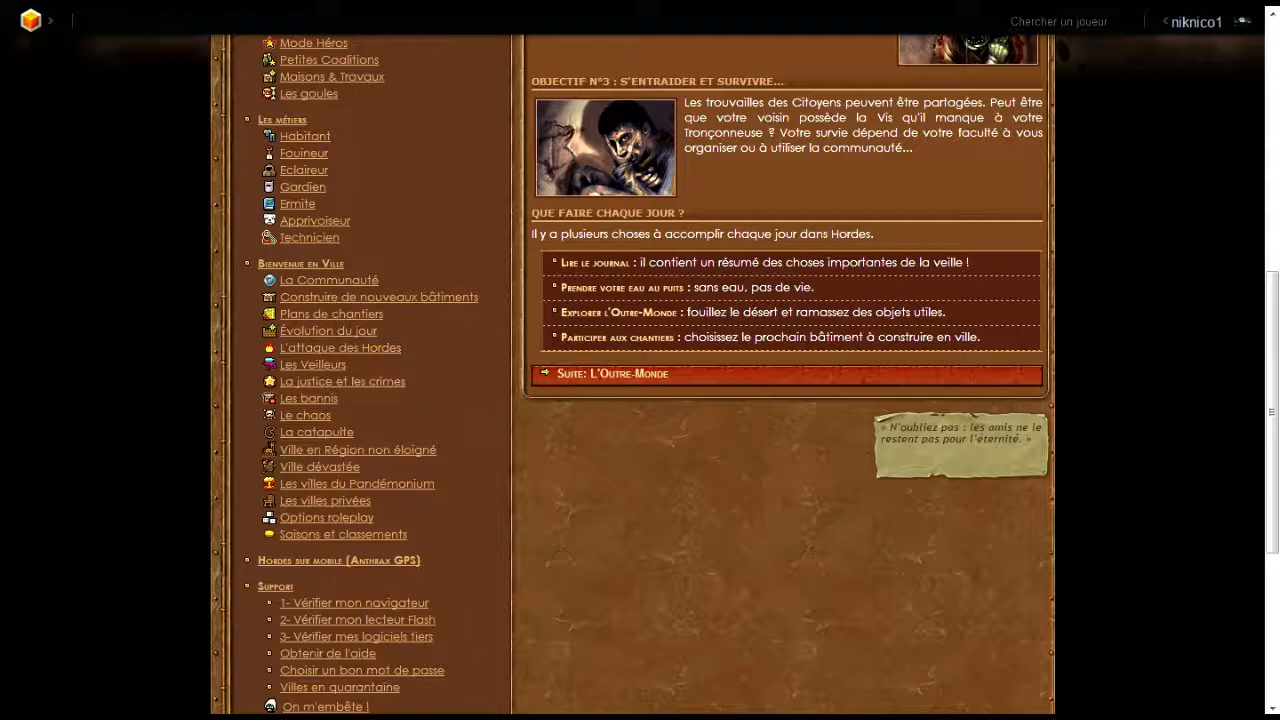 Chercher un joueur
niknico1
Mode Héros
Petites Coalitions
Maisons & Travaux
Les goules
Les métiers
Habitant
Fouineur
Eclaireur
Gardien
Ermite
Apprivoiseur
Technicien
Bienvenue en Ville
La Communauté
Construire de nouveaux bâtiments
Plans de chantiers
Évolution du jour
L'attaque des Hordes
Les Veilleurs
La justice et les crimes
Les bannis
Le chaos
La catapulte
Ville en Région non éloigné
Ville dévastée
Les villes du Pandémonium
Les villes privées
Options roleplay
Saisons et classements
Hordes sur mobile (Anthrax GPS)
Support
1- Vérifier mon navigateur
2- Vérifier mon lecteur Flash
3- Vérifier mes logiciels tiers
Obtenir de l'aide
Choisir un bon mot de passe
Villes en quarantaine
On m'embête !
OBJECTIF N°3 : S'ENTRAIDER ET SURVIVRE...
Les trouvailles des Citoyens peuvent être partagées. Peut être
que votre voisin possède la Vis qu'il manque à votre
Tronçonneuse ? Votre survie dépend de votre faculté à vous
organiser ou à utiliser la communauté...
QUE FAIRE CHAQUE JOUR ?
Il y a plusieurs choses à accomplir chaque jour dans Hordes.
Lire le journal : il contient un résumé des choses importantes de la veille !
Prendre votre eau au puits : sans eau, pas de vie.
Explorer l'Outre-Monde : fouillez le désert et ramassez des objets utiles.
Participer aux chantiers : choisissez le prochain bâtiment à construire en ville.
Suite: L'Outre-Monde
« N'oubliez pas : les amis ne le
restent pas pour l'éternité. »